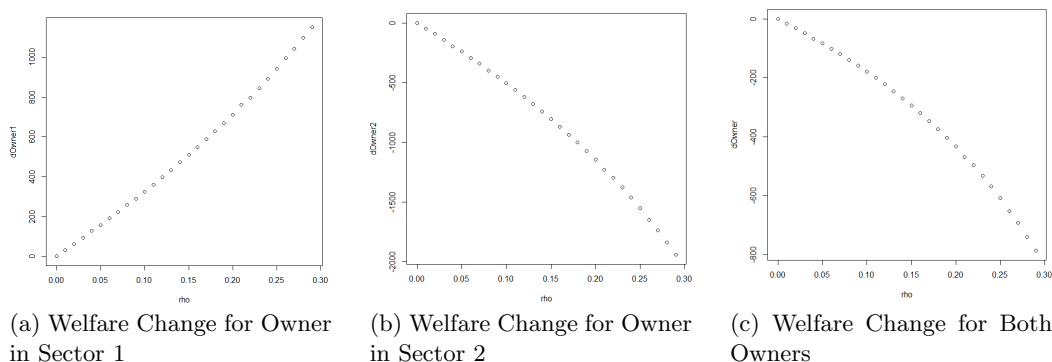 dOwner1
1000
800
600
400
200
0
0.00 0.05 0.10 0.15 0.20 0.25 0.30
rho
(a) Welfare Change for Owner
in Sector 1
dOwner2
0
-500
-1000
-1500
-2000
0.00 0.05 0.10 0.15 0.20 0.25 0.30
rho
(b) Welfare Change for Owner
in Sector 2
dOwner
0
-200
-400
-600
-800
0.00 0.05 0.10 0.15 0.20 0.25 0.30
rho
(c) Welfare Change for Both
Owners